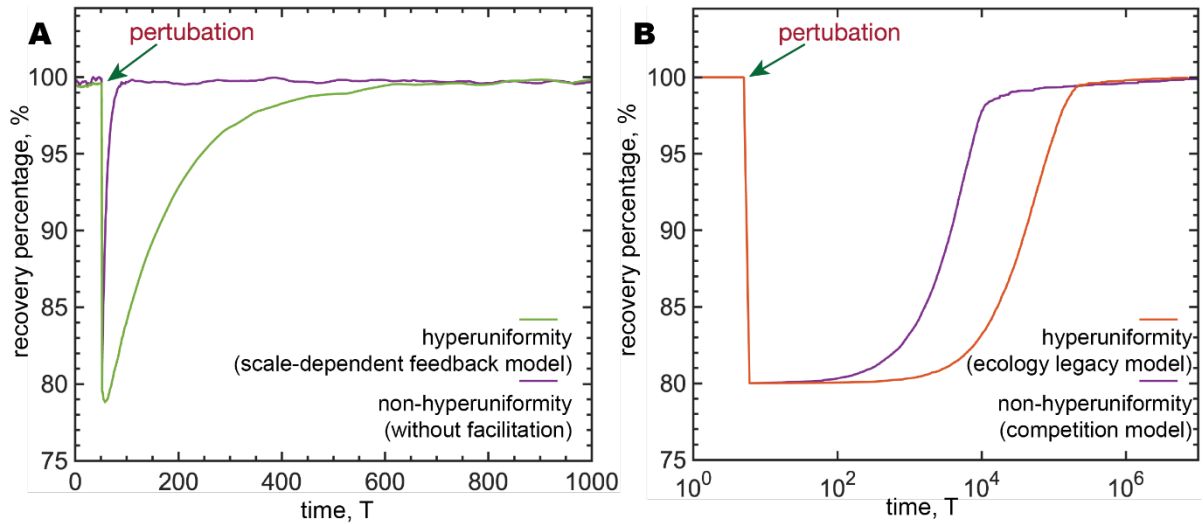 A
pertubation
recovery percentage, %
100
95
90
85
80
75
0
200
400
600
800
1000
time, T
hyperuniformity
(scale-dependent feedback model)
non-hyperuniformity
(without facilitation)
B
pertubation
recovery percentage, %
100
95
90
85
80
75
10^0
10^2
10^4
10^6
time, T
hyperuniformity
(ecology legacy model)
non-hyperuniformity
(competition model)